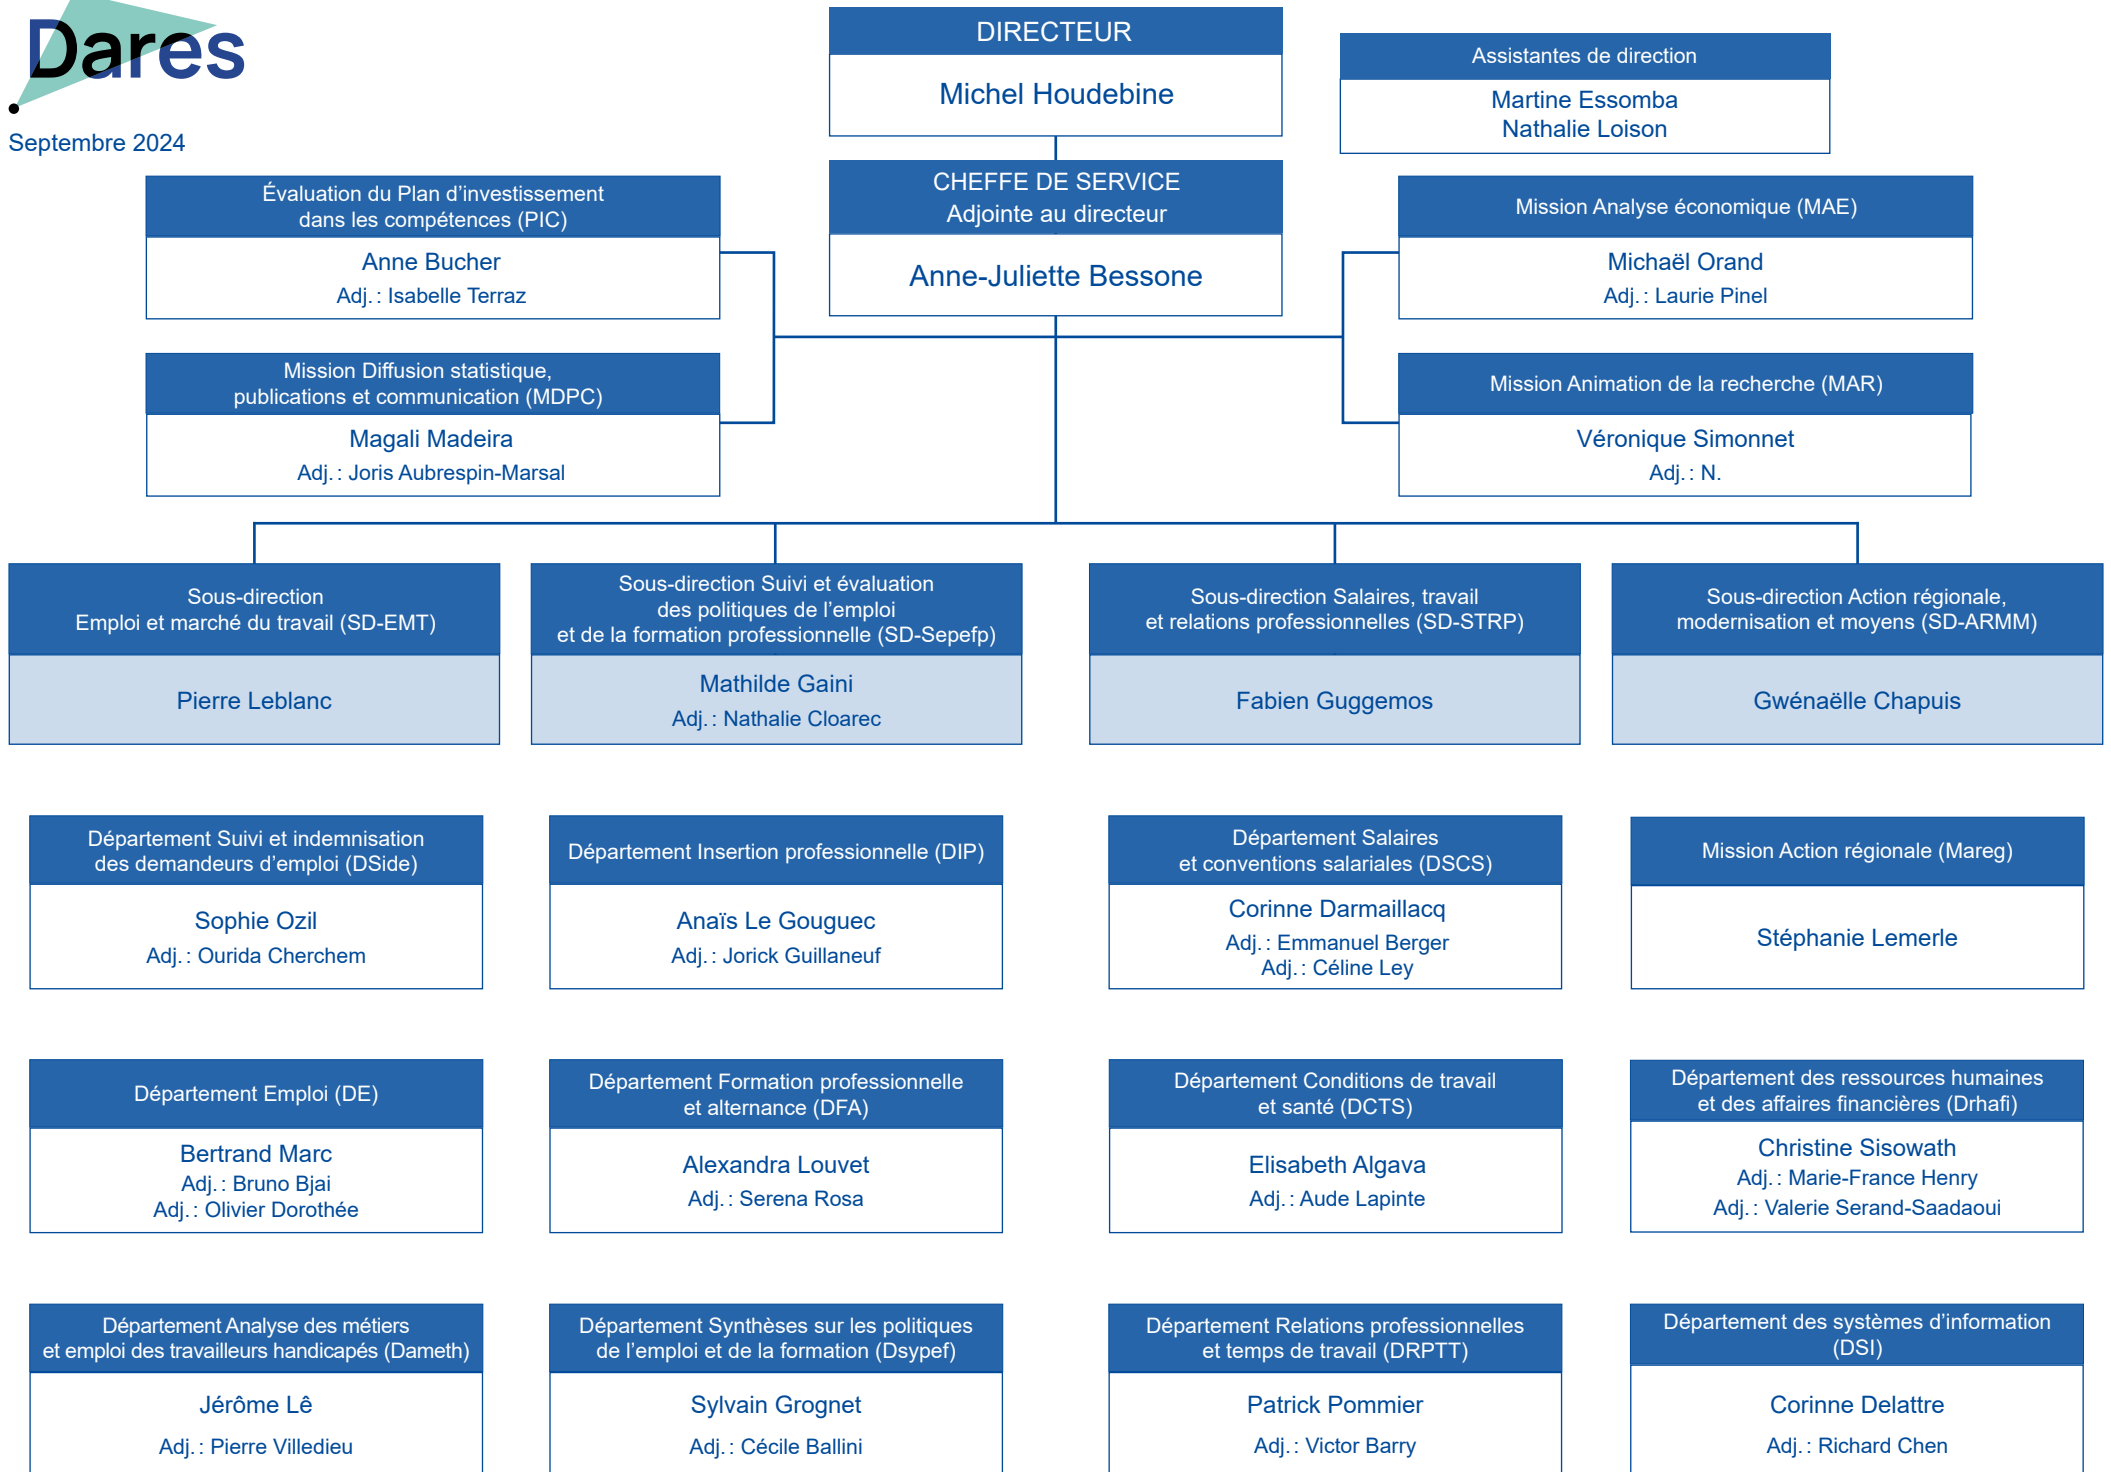 Dares
Septembre 2024
DIRECTEUR
Michel Houdebine
Assistantes de direction
Martine Essomba
Nathalie Loison
CHEFFE DE SERVICE
Adjointe au directeur
Anne-Juliette Bessone
Évaluation du Plan d’investissement
dans les compétences (PIC)
Anne Bucher
Adj. : Isabelle Terraz
Mission Analyse économique (MAE)
Michaël Orand
Adj. : Laurie Pinel
Mission Diffusion statistique,
publications et communication (MDPC)
Magali Madeira
Adj. : Joris Aubrespin-Marsal
Mission Animation de la recherche (MAR)
Véronique Simonnet
Adj. : N.
Sous-direction
Emploi et marché du travail (SD-EMT)
Pierre Leblanc
Sous-direction Suivi et évaluation
des politiques de l’emploi
et de la formation professionnelle (SD-Sepefp)
Mathilde Gaini
Adj. : Nathalie Cloarec
Sous-direction Salaires, travail
et relations professionnelles (SD-STRP)
Fabien Guggemos
Sous-direction Action régionale,
modernisation et moyens (SD-ARMM)
Gwénaëlle Chapuis
Département Suivi et indemnisation
des demandeurs d’emploi (DSide)
Sophie Ozil
Adj. : Ourida Cherchem
Département Insertion professionnelle (DIP)
Anaïs Le Gouguec
Adj. : Jorick Guillaneuf
Département Salaires
et conventions salariales (DSCS)
Corinne Darmaillacq
Adj. : Emmanuel Berger
Adj. : Céline Ley
Mission Action régionale (Mareg)
Stéphanie Lemerle
Département Emploi (DE)
Bertrand Marc
Adj. : Bruno Bjai
Adj. : Olivier Dorothée
Département Formation professionnelle
et alternance (DFA)
Alexandra Louvet
Adj. : Serena Rosa
Département Conditions de travail
et santé (DCTS)
Elisabeth Algava
Adj. : Aude Lapinte
Département des ressources humaines
et des affaires financières (Drhafi)
Christine Sisowath
Adj. : Marie-France Henry
Adj. : Valerie Serand-Saadaoui
Département Analyse des métiers
et emploi des travailleurs handicapés (Dameth)
Jérôme Lê
Adj. : Pierre Villedieu
Département Synthèses sur les politiques
de l’emploi et de la formation (Dsypef)
Sylvain Grognet
Adj. : Cécile Ballini
Département Relations professionnelles
et temps de travail (DRPTT)
Patrick Pommier
Adj. : Victor Barry
Département des systèmes d’information
(DSI)
Corinne Delattre
Adj. : Richard Chen